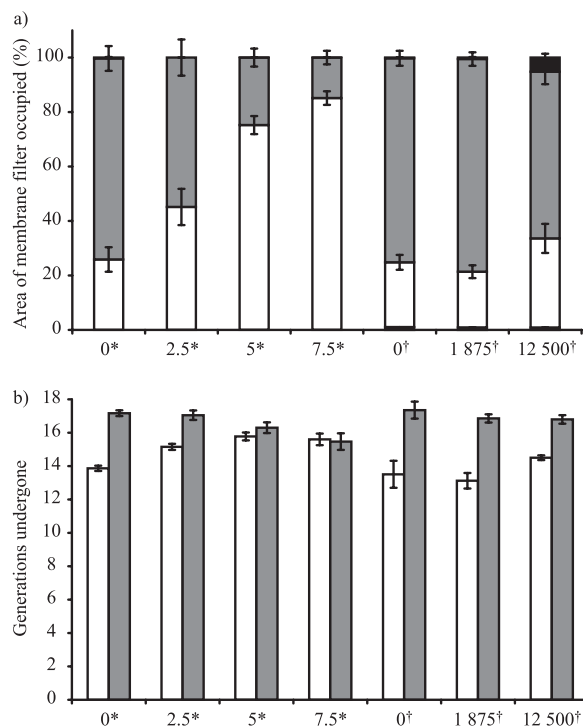 a)
Area of membrane filter occupied (%)
100
80
60
40
20
0
0* 2.5* 5* 7.5* 0† 1 875† 12 500†
b)
Generations undergone
18
16
14
12
10
8
6
4
2
0
0* 2.5* 5* 7.5* 0† 1 875† 12 500†